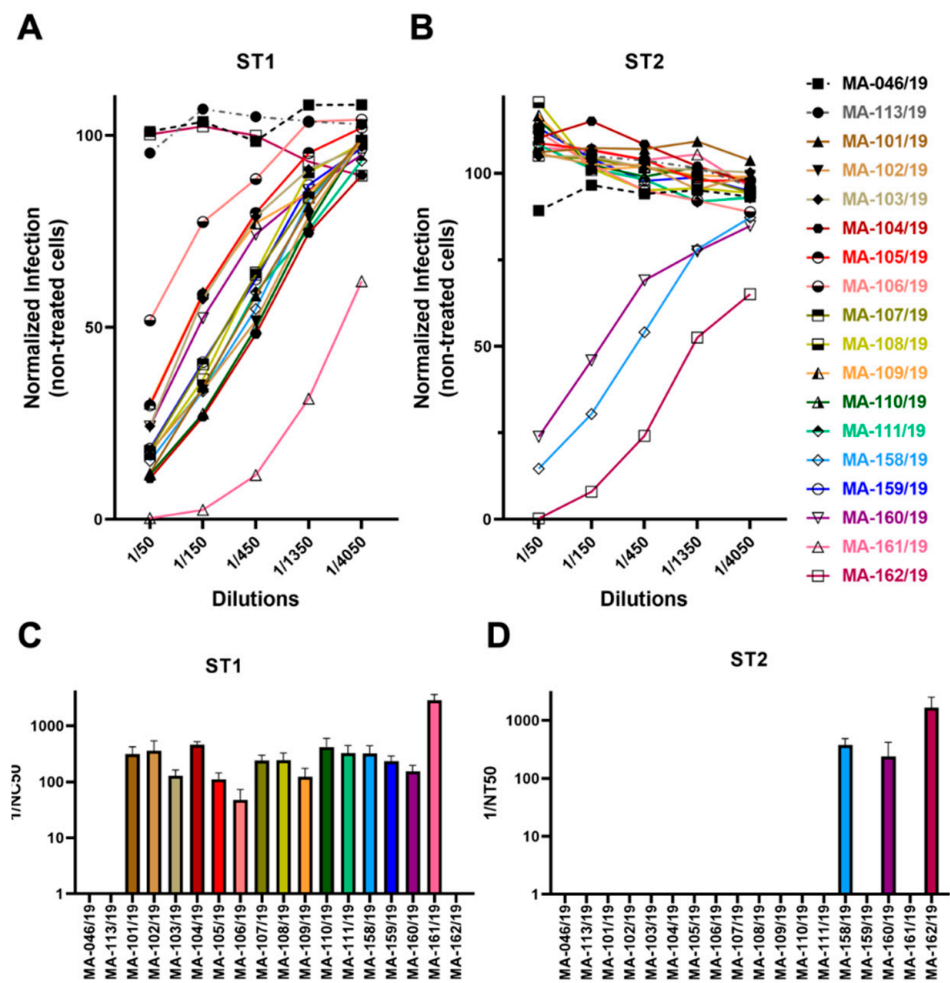 A
B
ST1
ST2
Normalized Infection
(non-treated cells)
100
50
0
1/50
1/150
1/450
1/1350
1/4050
Dilutions
Normalized Infection
(non-treated cells)
100
50
0
1/50
1/150
1/450
1/1350
1/4050
Dilutions
MA-046/19
MA-113/19
MA-101/19
MA-102/19
MA-103/19
MA-104/19
MA-105/19
MA-106/19
MA-107/19
MA-108/19
MA-109/19
MA-110/19
MA-111/19
MA-158/19
MA-159/19
MA-160/19
MA-161/19
MA-162/19
C
D
ST1
ST2
1/NC50
1000
100
10
1
MA-046/19
MA-113/19
MA-101/19
MA-102/19
MA-103/19
MA-104/19
MA-105/19
MA-106/19
MA-107/19
MA-108/19
MA-109/19
MA-110/19
MA-111/19
MA-158/19
MA-159/19
MA-160/19
MA-161/19
MA-162/19
1/NT50
1000
100
10
1
MA-046/19
MA-113/19
MA-101/19
MA-102/19
MA-103/19
MA-104/19
MA-105/19
MA-106/19
MA-107/19
MA-108/19
MA-109/19
MA-110/19
MA-111/19
MA-158/19
MA-159/19
MA-160/19
MA-161/19
MA-162/19